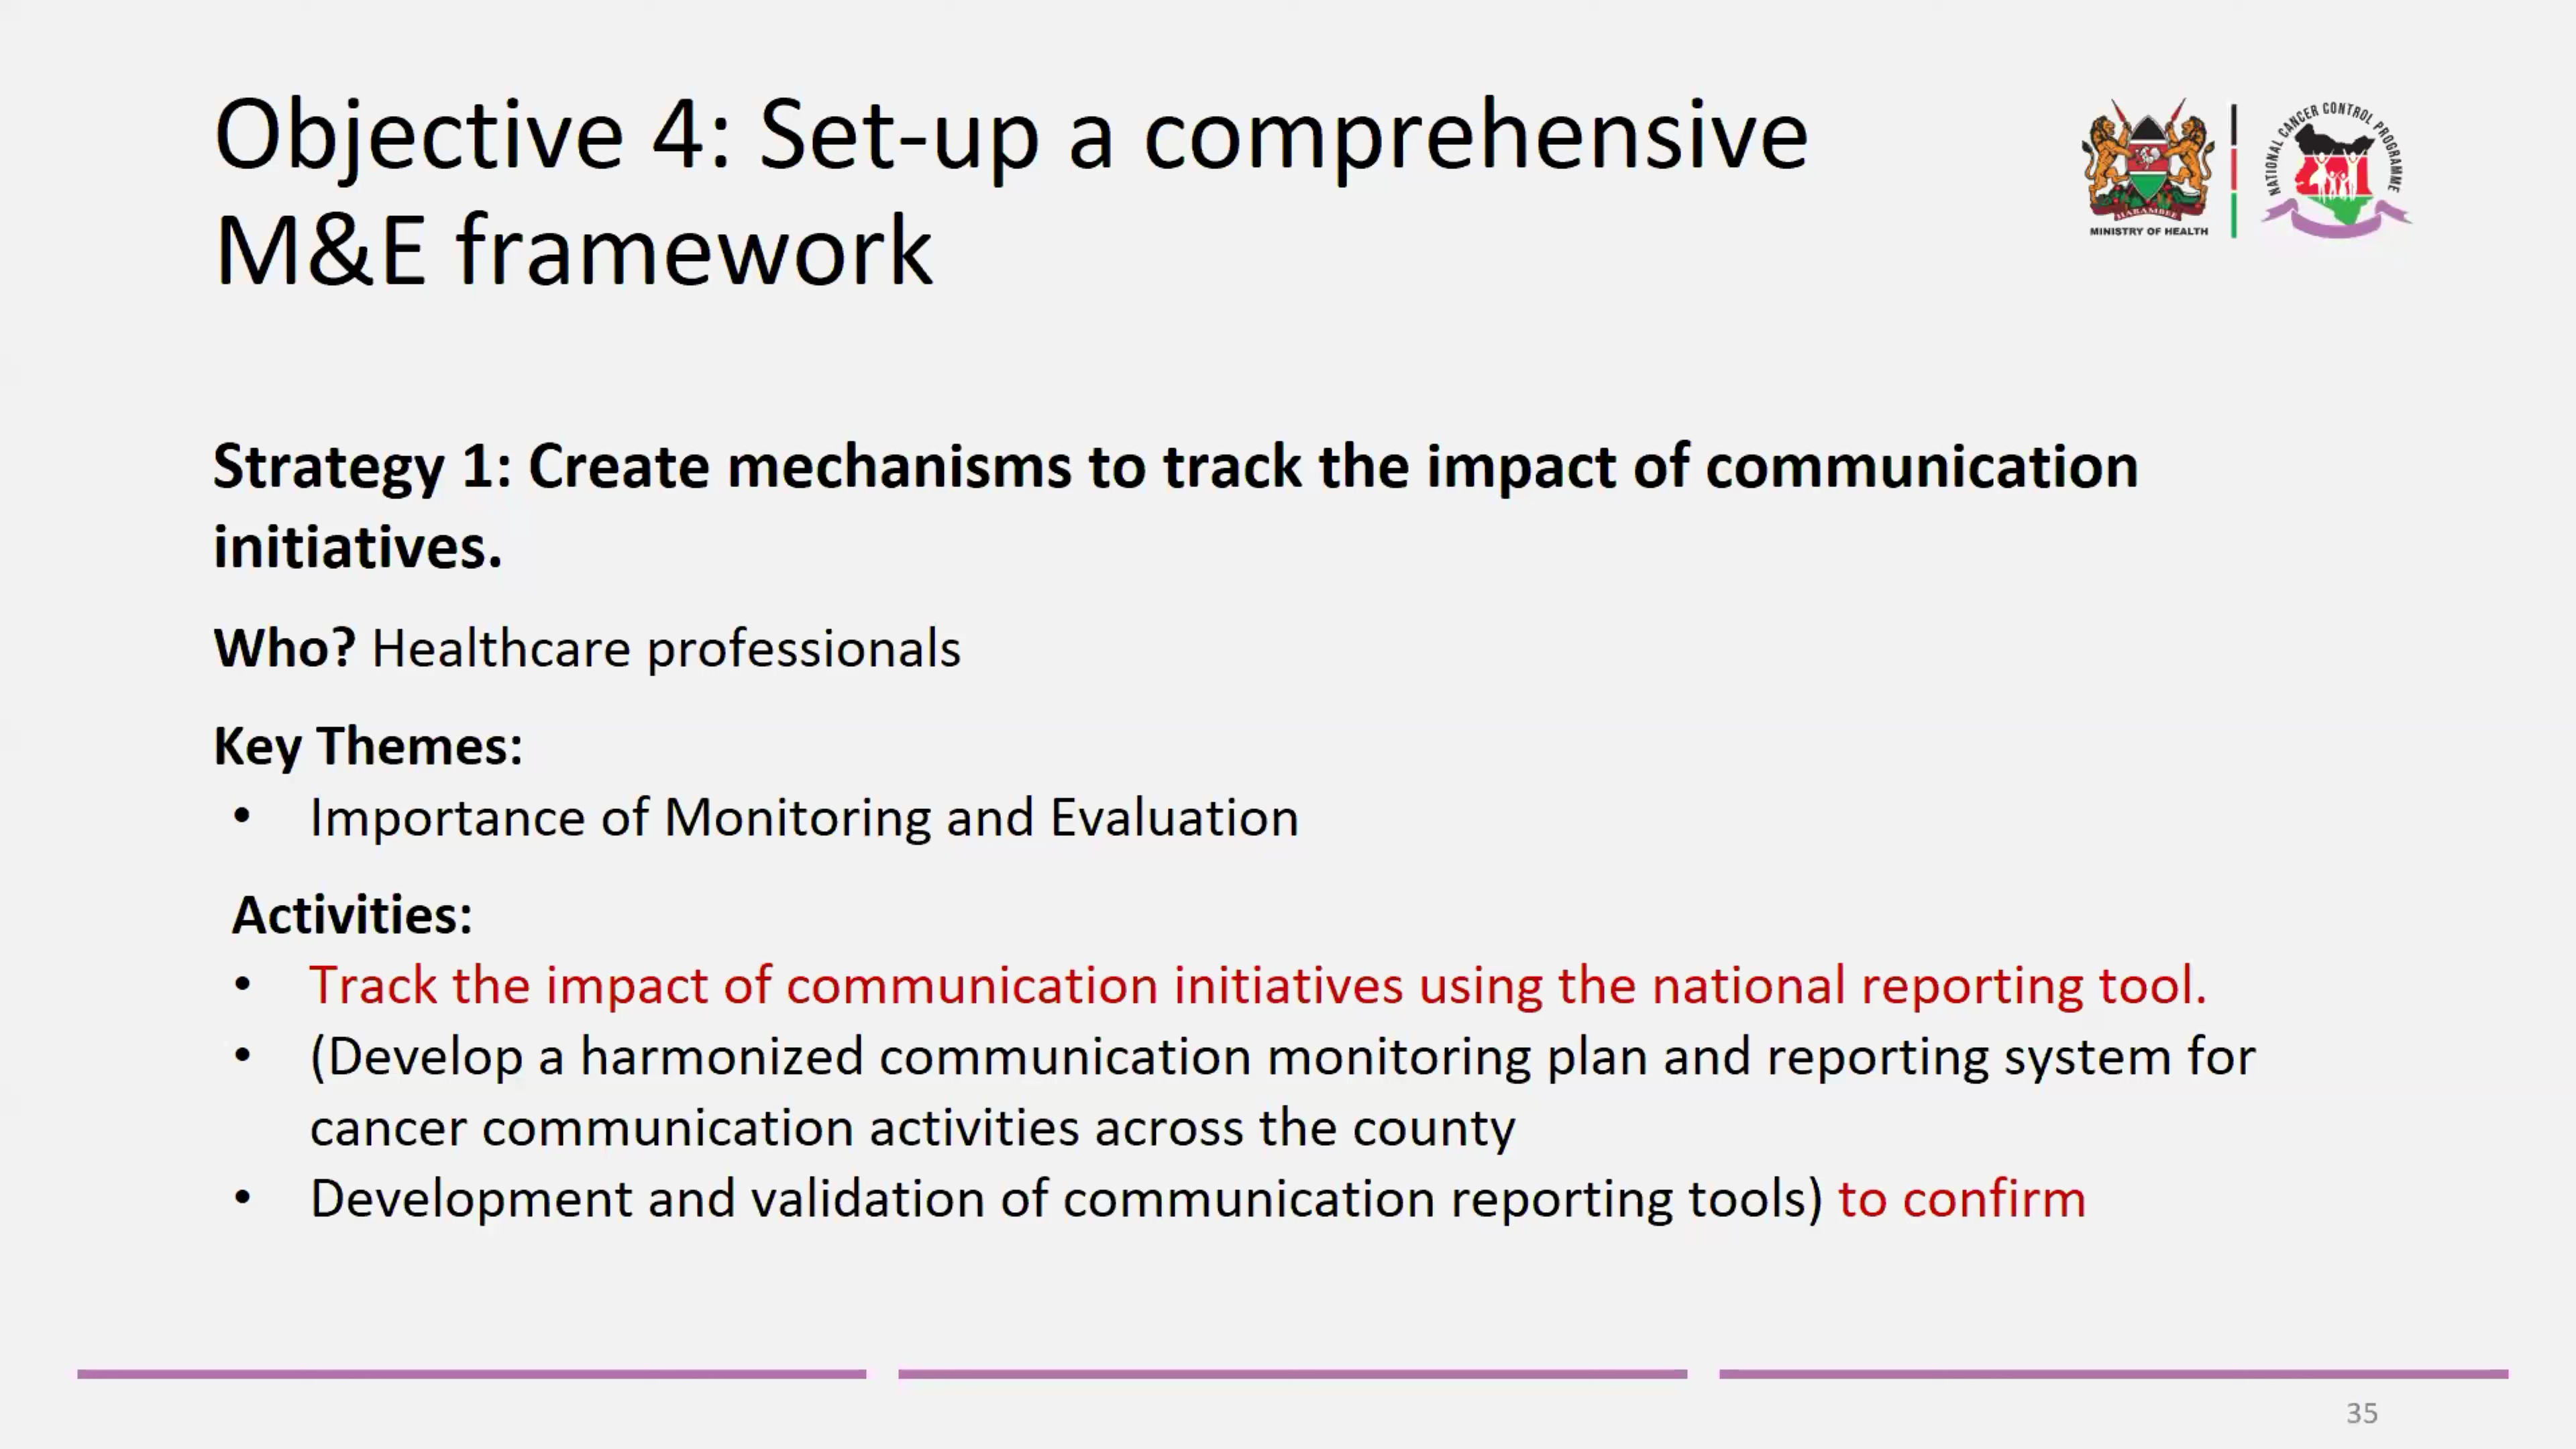 Objective 4: Set-up a comprehensive
M&E framework
HARAMBEE
MINISTRY OF HEALTH
NATIONAL CANCER CONTROL PROGRAMME
Strategy 1: Create mechanisms to track the impact of communication
initiatives.
Who? Healthcare professionals
Key Themes:
• Importance of Monitoring and Evaluation
Activities:
• Track the impact of communication initiatives using the national reporting tool.
• (Develop a harmonized communication monitoring plan and reporting system for
cancer communication activities across the county
• Development and validation of communication reporting tools) to confirm
35